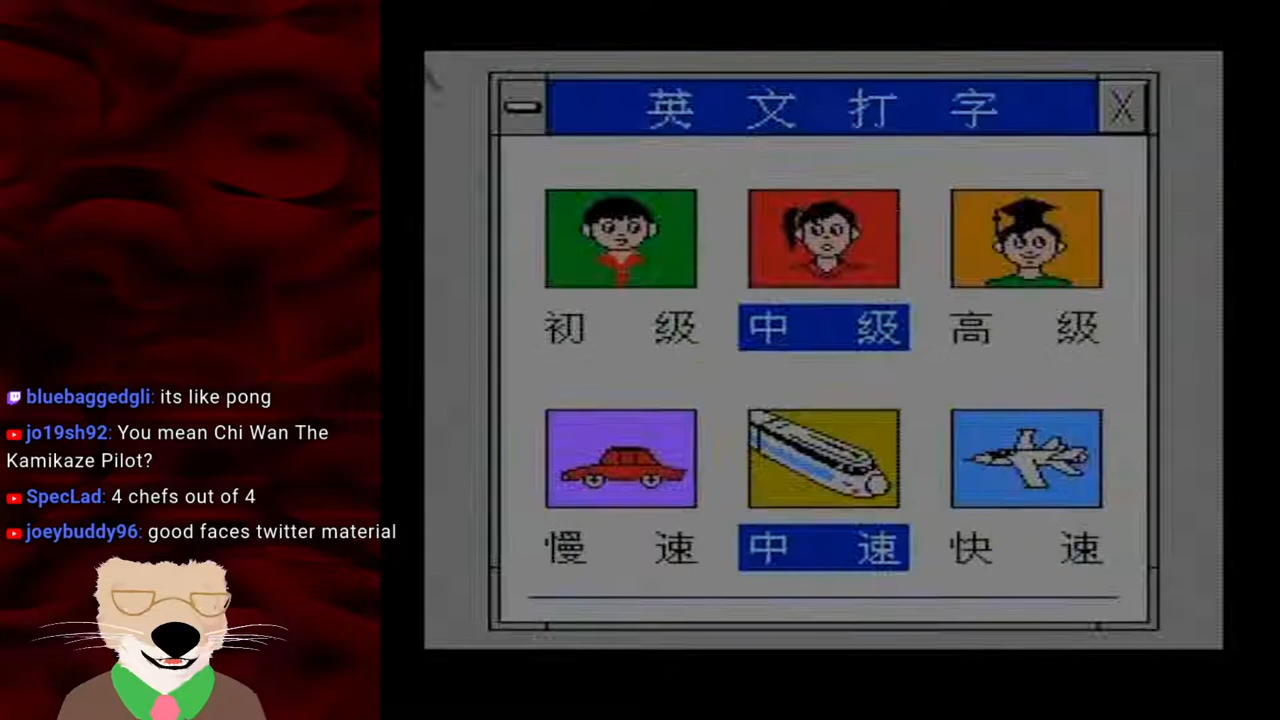 英文打字
X
初级 中级 高级
慢速 中速 快速
bluebaggedgli: its like pong
jo19sh92: You mean Chi Wan The
Kamikaze Pilot?
SpecLad: 4 chefs out of 4
joeybuddy96: good faces twitter material